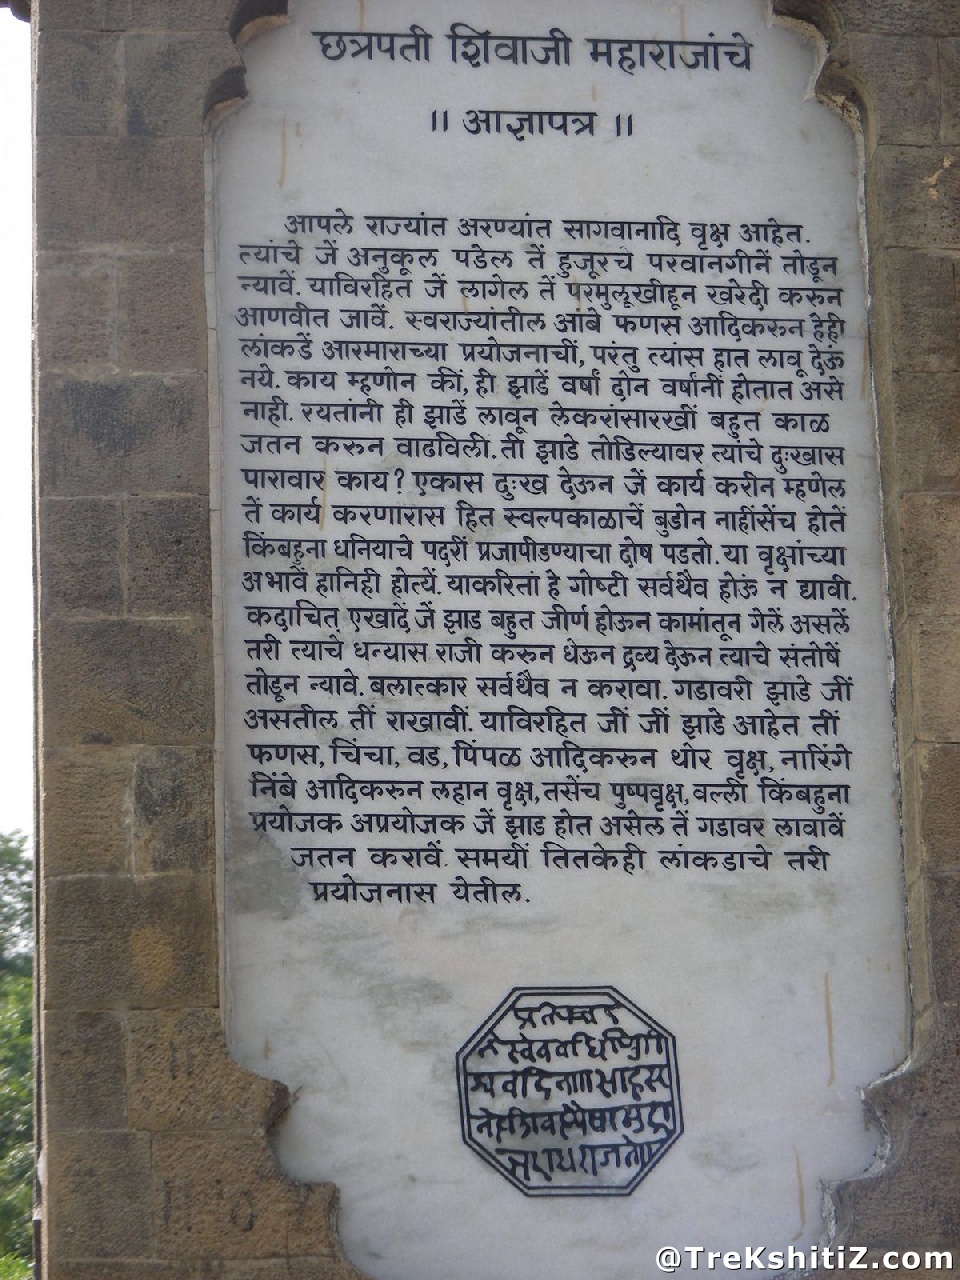 छत्रपती शिवाजी महाराजांचे
॥ आज्ञापत्र ॥
आपले राज्यांत अरण्यांत सागवानादि वृक्ष आहेत.
त्यांचे जें अनुकूल पडेल तें हुजूरचे परवानगीनें तोडून
न्यावें. याविरहित जें लागेल तें परमुलूखीहून खरेदी करुन
आणवीत जावें. स्वराज्यांतील आंबे फणस आदिकरुन हेही
लांकडें आरमाराच्या प्रयोजनाचीं, परंतु त्यांस हात लावू देऊं
नये. काय म्हणोन कीं, ही झाडें वर्षां दोन वर्षांनीं होतात असे
नाही. रयतांनी ही झाडें लावून लेकरांसारखीं बहुत काळ
जतन करुन वाढविली. तीं झाडे तोडिल्यावर त्यांचे दुःखास
पारावार काय? एकास दुःख देऊन जें कार्य करीन म्हणेल
तें कार्य करणारास हित स्वल्पकाळाचें बुडोन नाहींसेंच होतें
किंबहुना धनियाचे पदरीं प्रजापीडण्याचा दोष पडतो. या वृक्षांच्या
अभावें हानिही होत्यें. याकरितां हे गोष्टी सर्वथैव होऊं न द्यावी.
कदाचित् एखादें जें झाड बहुत जीर्ण होऊन कामांतून गेलें असलें
तरी त्याचे धन्यास राजी करुन घेऊन द्रव्य देऊन त्याचे संतोषें
तोडून न्यावे. बलात्कार सर्वथैव न करावा. गडावरी झाडे जीं
असतील तीं राखावीं. याविरहित जीं जीं झाडे आहेत तीं
फणस, चिंचा, वड, पिंपळ आदिकरुन थोर वृक्ष, नारिंगे
निंबे आदिकरुन लहान वृक्ष, तसेंच पुष्पवृक्ष, वल्ली किंबहुना
प्रयोजक अप्रयोजक जें झाड होत असेल तें गडावर लावावें
जतन करावें. समयीं तितकेही लांकडाचे तरी
प्रयोजनास येतील.
@TreKshitiZ.com